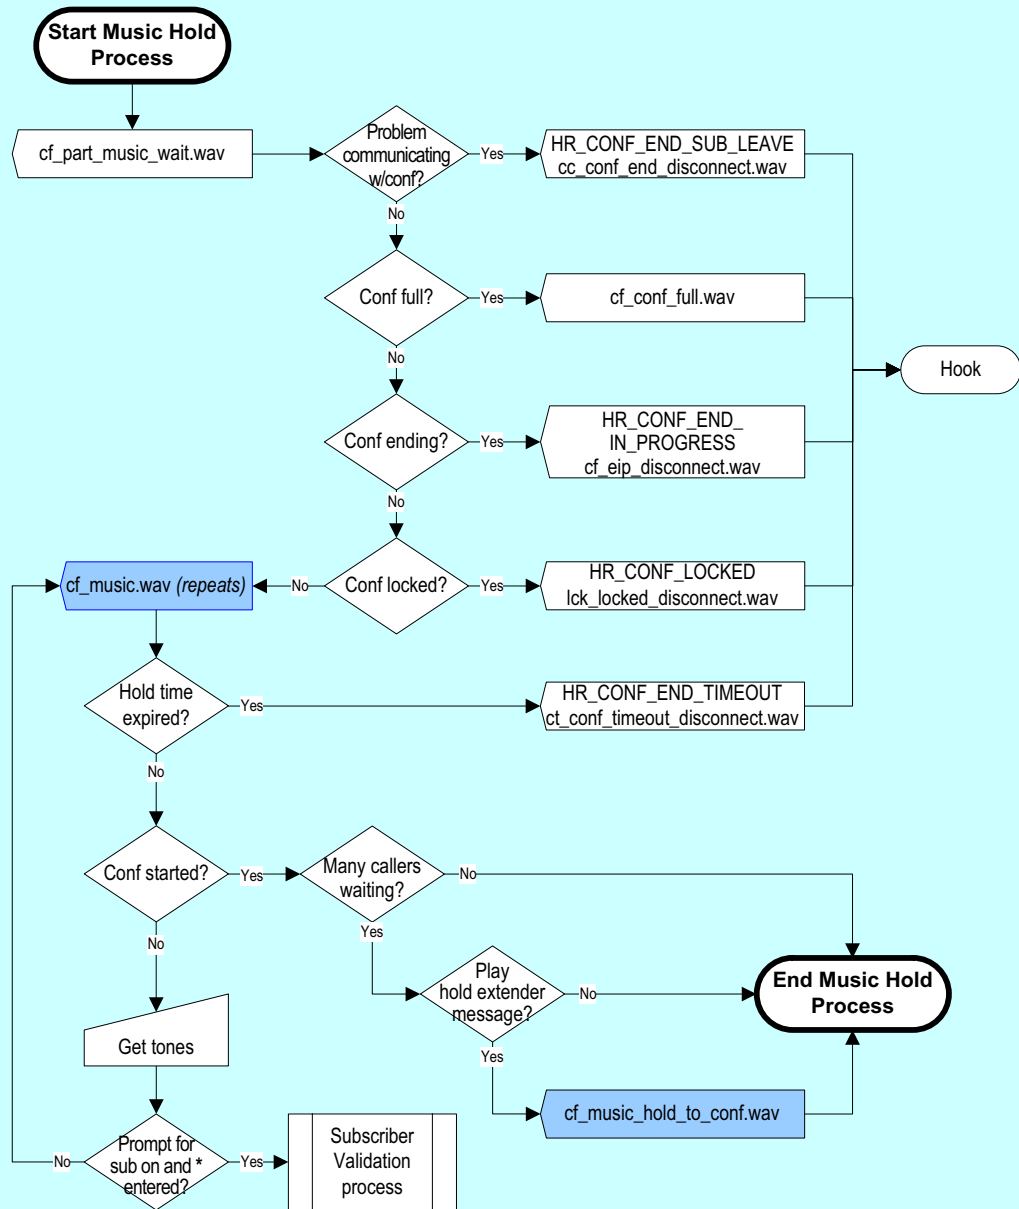 Start Music Hold
Process
cf_part_music_wait.wav
Problem
communicating
w/conf?
Yes
HR_CONF_END_SUB_LEAVE
cc_conf_end_disconnect.wav
No
Conf full?
Yes
cf_conf_full.wav
Hook
No
Conf ending?
Yes
HR_CONF_END_
IN_PROGRESS
cf_eip_disconnect.wav
No
cf_music.wav (repeats)
No
Conf locked?
Yes
HR_CONF_LOCKED
lck_locked_disconnect.wav
Hold time
expired?
Yes
HR_CONF_END_TIMEOUT
ct_conf_timeout_disconnect.wav
No
Conf started?
Yes
Many callers
waiting?
No
No
Yes
Play
hold extender
message?
No
End Music Hold
Process
Get tones
Yes
cf_music_hold_to_conf.wav
No
Prompt for
sub on and *
entered?
Yes
Subscriber
Validation
process